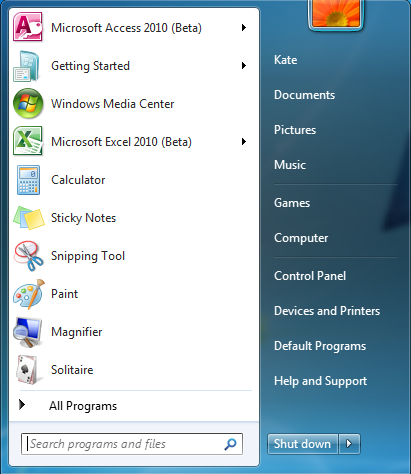 Microsoft Access 2010 (Beta)
Getting Started
Windows Media Center
Microsoft Excel 2010 (Beta)
Calculator
Sticky Notes
Snipping Tool
Paint
Magnifier
Solitaire
All Programs
Search programs and files
Kate
Documents
Pictures
Music
Games
Computer
Control Panel
Devices and Printers
Default Programs
Help and Support
Shut down